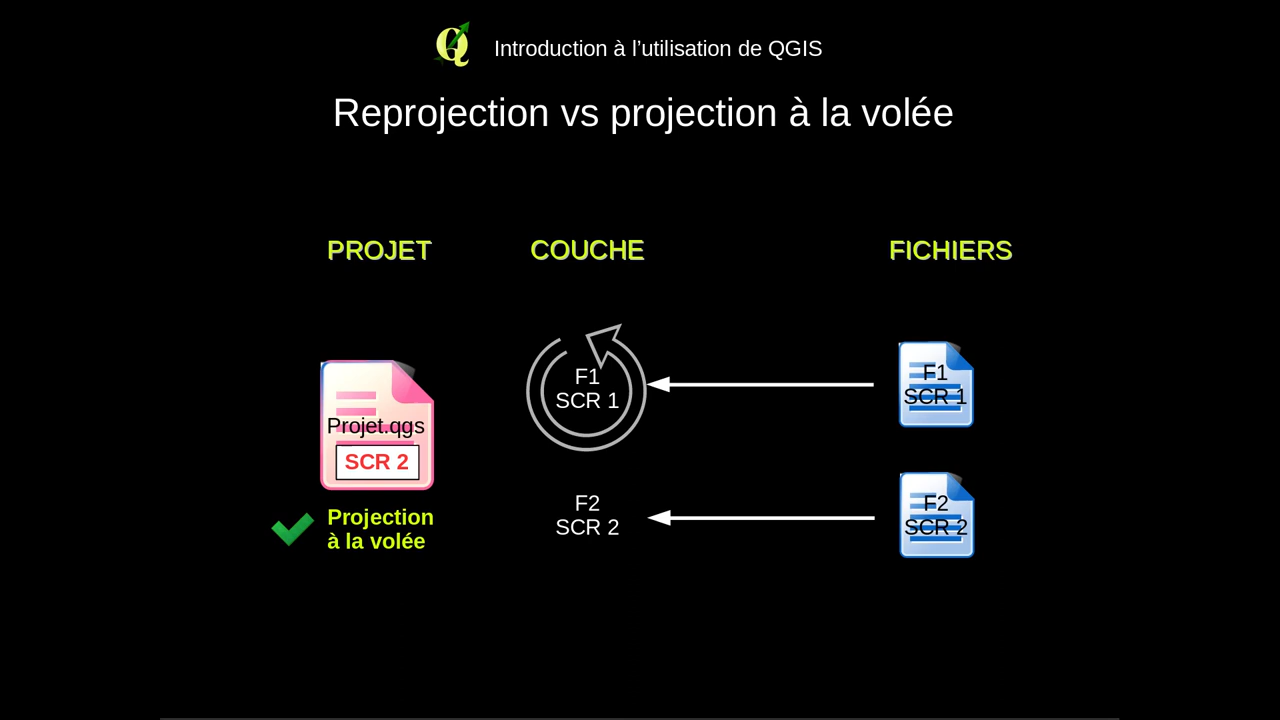 Introduction à l’utilisation de QGIS
Reprojection vs projection à la volée
PROJET
COUCHE
FICHIERS
F1
SCR 1
F1
SCR 1
Projet.qgs
SCR 2
Projection
à la volée
F2
SCR 2
F2
SCR 2